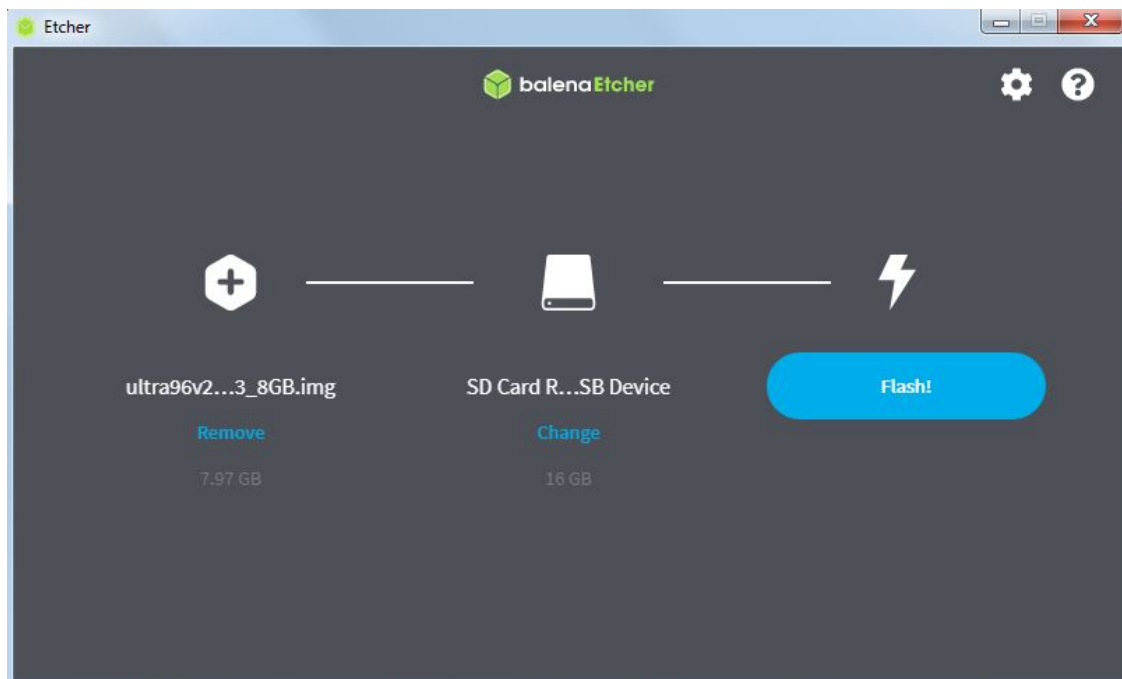 Etcher
balenaEtcher
ultra96v2...3_8GB.img
SD Card R...SB Device
Flash!
Remove
Change
7.97 GB
16 GB